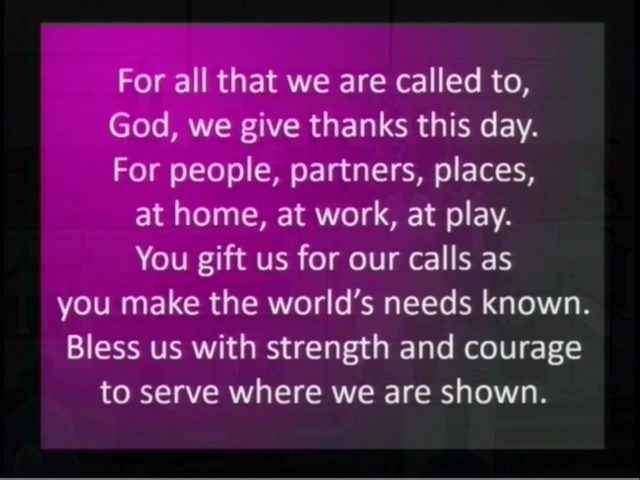 For all that we are called to,
God, we give thanks this day.
For people, partners, places,
at home, at work, at play.
You gift us for our calls as
you make the world's needs known.
Bless us with strength and courage
to serve where we are shown.